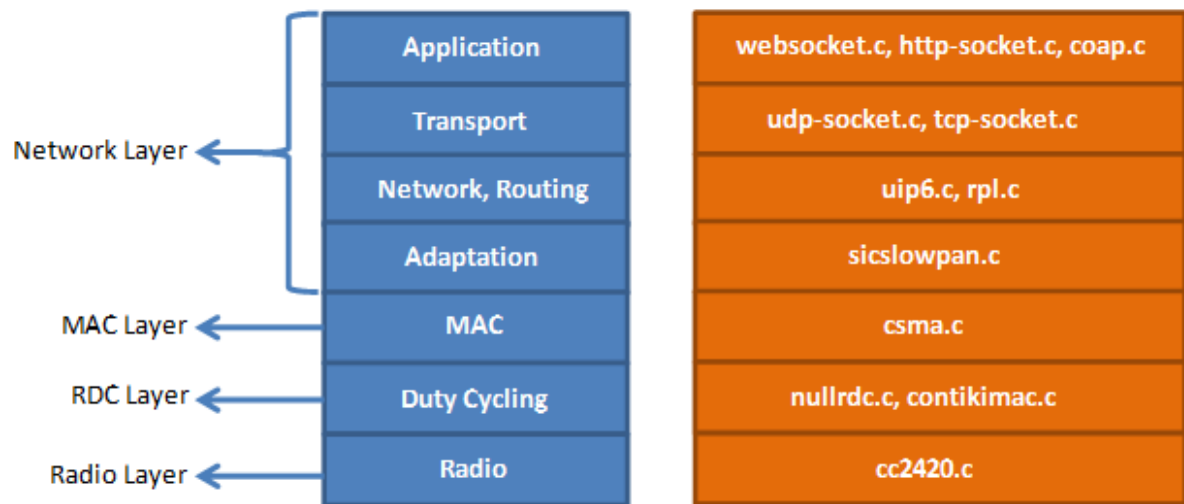 Application
websocket.c, http-socket.c, coap.c
Transport
udp-socket.c, tcp-socket.c
Network Layer
Network, Routing
uip6.c, rpl.c
Adaptation
sicslowpan.c
MAC Layer
MAC
csma.c
RDC Layer
Duty Cycling
nullrdc.c, contikimac.c
Radio Layer
Radio
cc2420.c